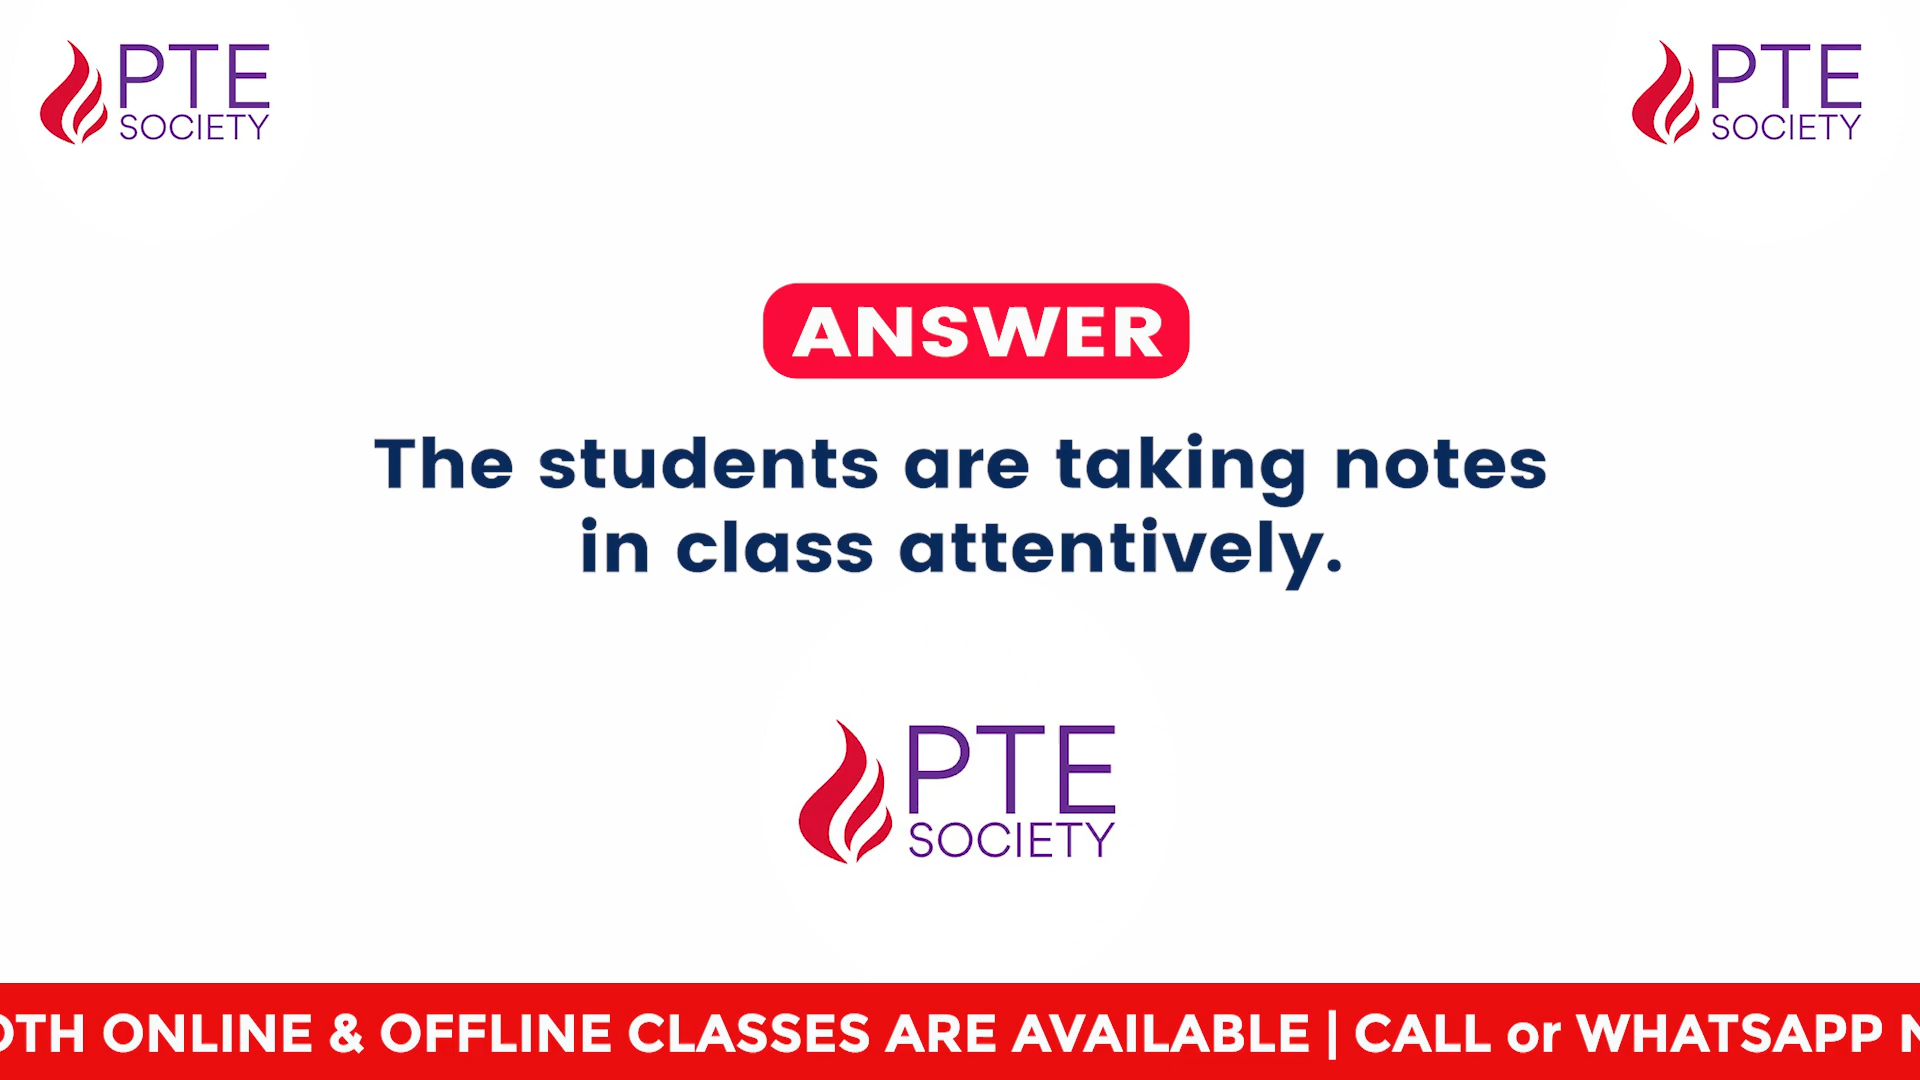 PTE
SOCIETY
PTE
SOCIETY
ANSWER
The students are taking notes
in class attentively.
PTE
SOCIETY
ONLINE & OFFLINE CLASSES ARE AVAILABLE | CALL or WHATSAPP